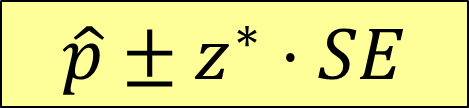 p̂ ± z* · SE